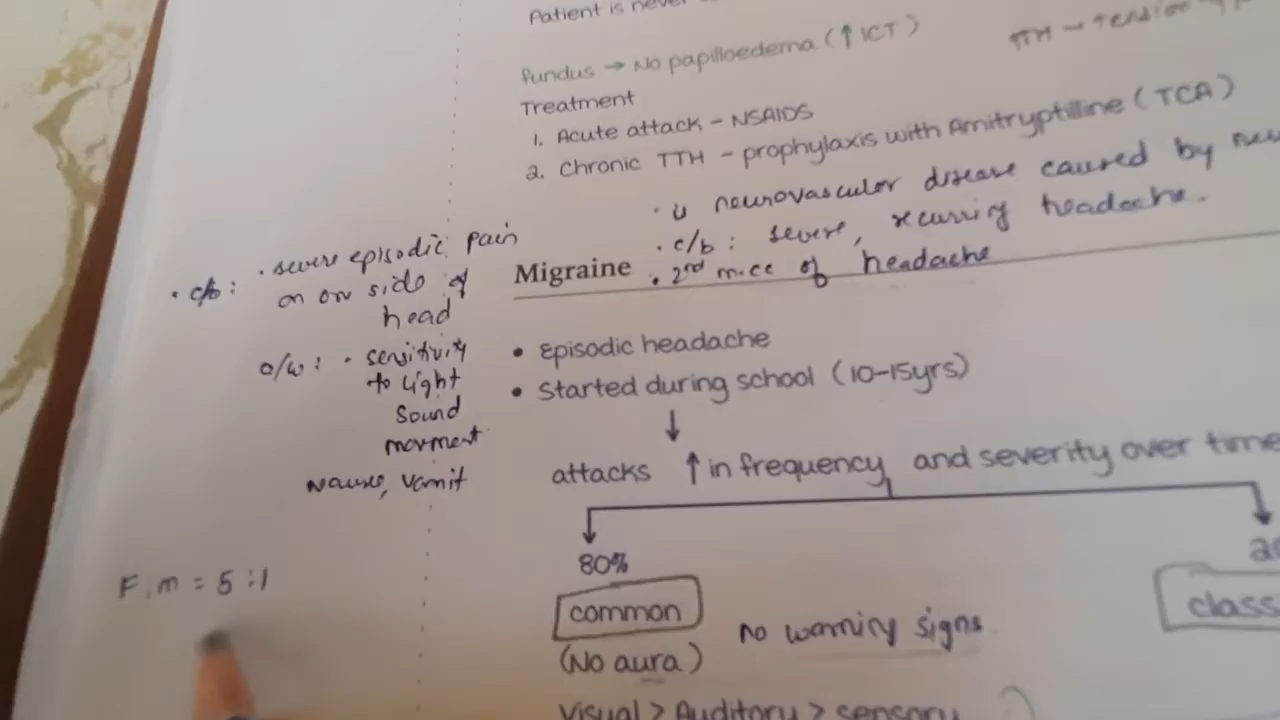 Patient is never
Fundus → No papilloedema (↑ ICT)
TTH → Tension
Treatment
1. Acute attack - NSAIDS
2. Chronic TTH - prophylaxis with Amitryptilline (TCA)
neurovascular disease caused by
. c/b : severe, recurring headache.
. 2nd m.c.c of headache
Migraine
. c/b : . severe episodic pain
on one side of
head
a/w : . sensitivity
to light
sound
movment
Nausea, vomit
• Episodic headache
• Started during school (10-15yrs)
↓
attacks ↑ in frequency and severity over time
80%
common
(No aura)
no warning signs
class
Visual > Auditory > sensory
F.m = 5:1